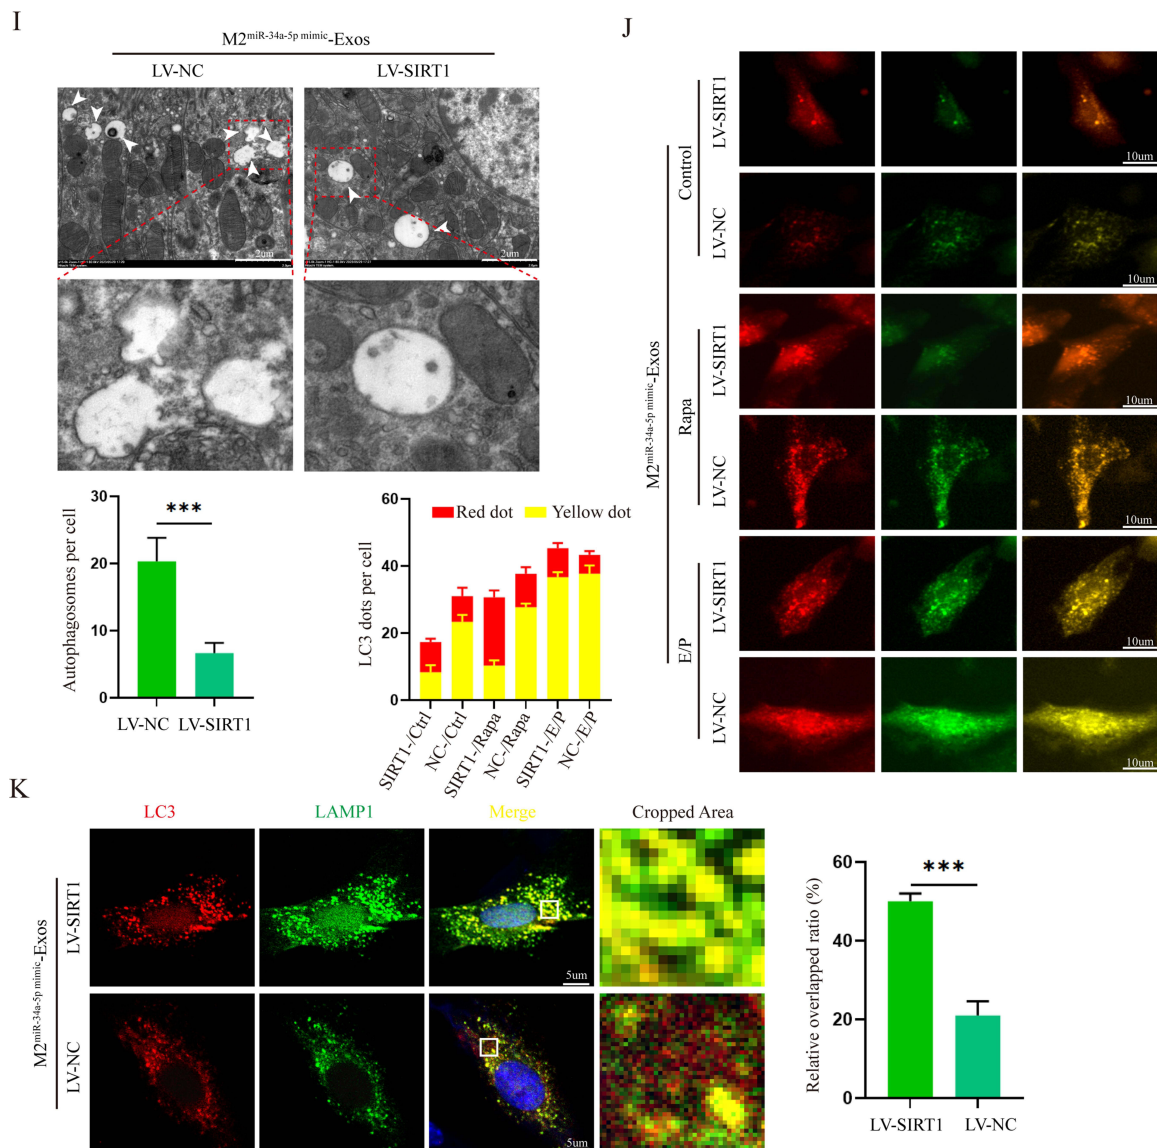 I
M2miR-34a-5p mimic-Exos
LV-NC
LV-SIRT1
2um
2um
Autophagosomes per cell
30
20
10
0
***
LV-NC
LV-SIRT1
LC3 dots per cell
60
40
20
0
Red dot
Yellow dot
SIRT1-/Ctrl
NC-/Ctrl
SIRT1-/Rapa
NC-/Rapa
SIRT1-/E/P
NC-/E/P
J
M2miR-34a-5p mimic-Exos
Control
LV-SIRT1
10um
LV-NC
10um
Rapa
LV-SIRT1
10um
LV-NC
10um
E/P
LV-SIRT1
10um
LV-NC
10um
K
LC3
LAMP1
Merge
Cropped Area
M2miR-34a-5p mimic-Exos
LV-SIRT1
5um
LV-NC
5um
Relative overlapped ratio (%)
60
40
20
0
***
LV-SIRT1
LV-NC